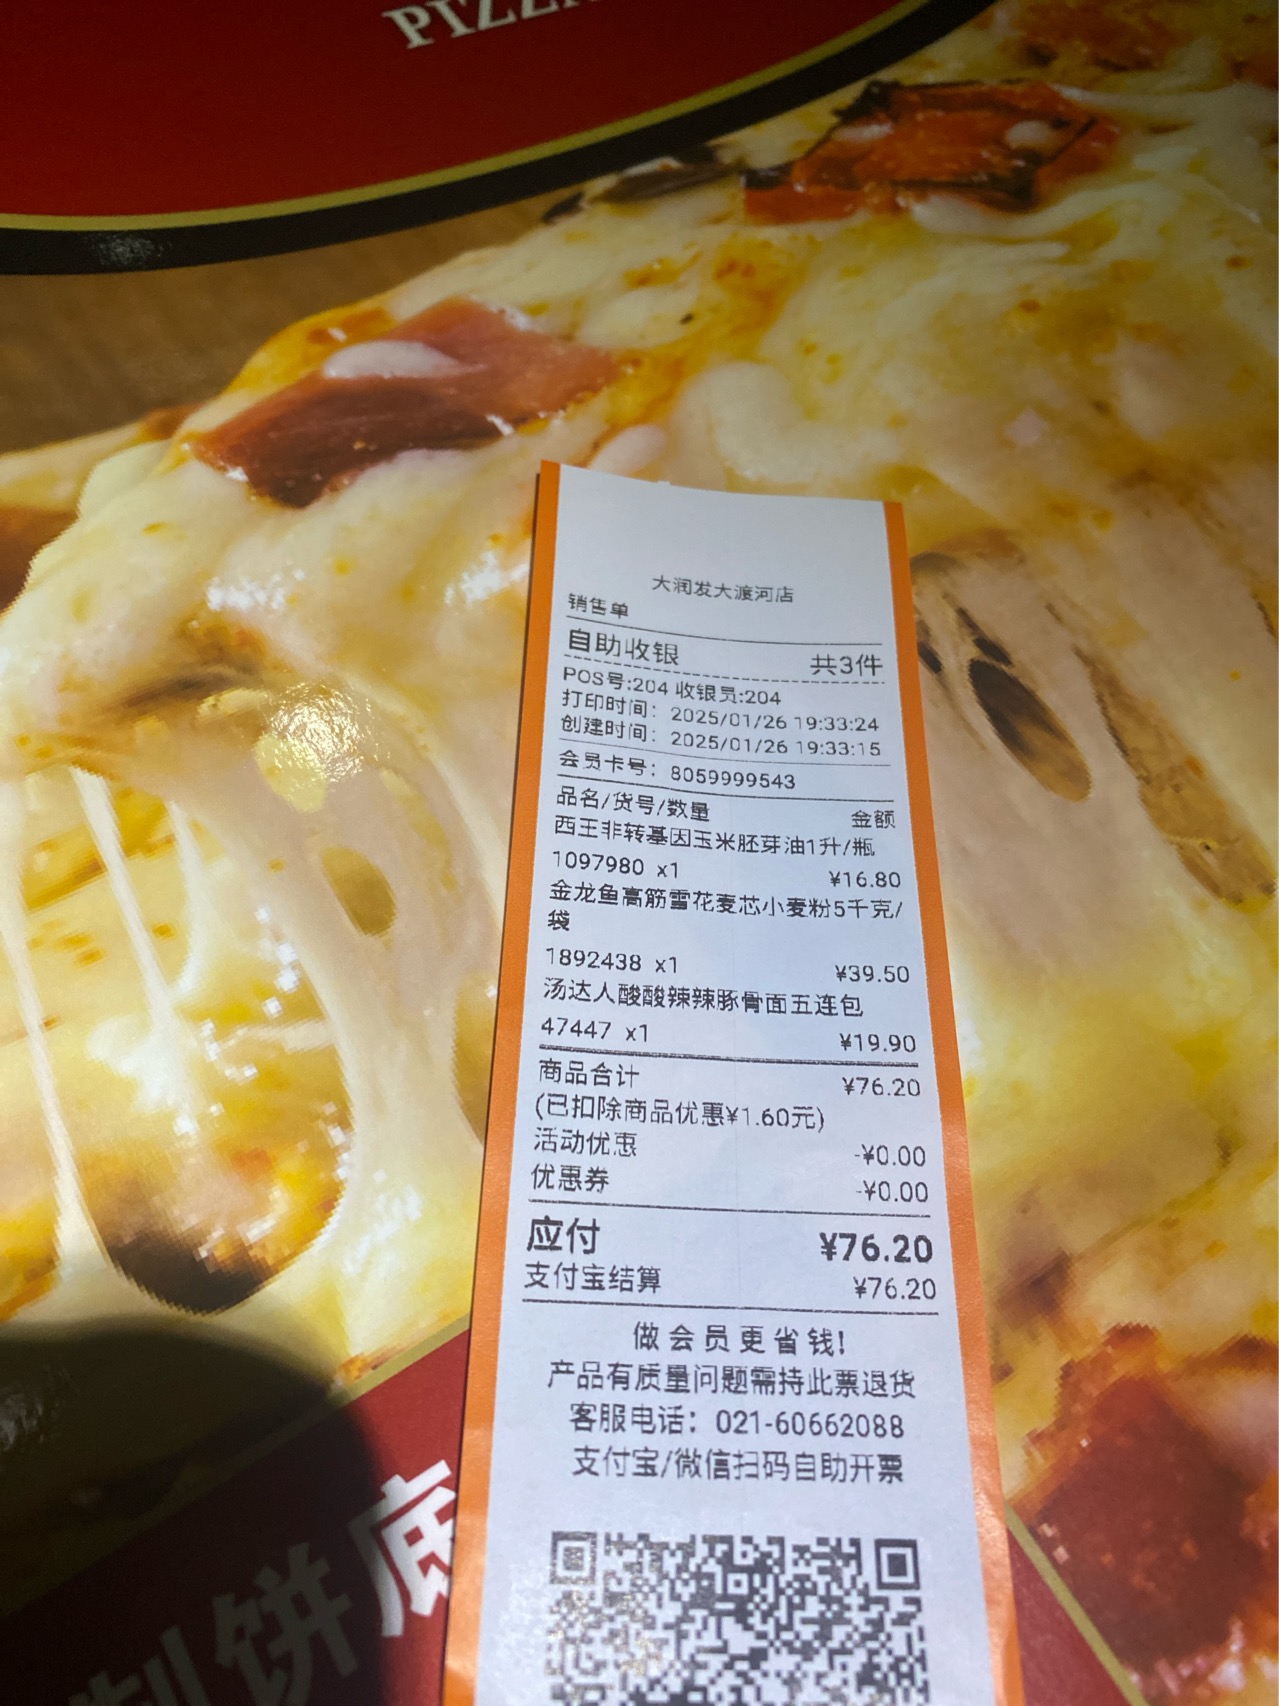 PIZZ
大润发大渡河店
销售单
自助收银 共3件
POS号:204 收银员:204
打印时间: 2025/01/26 19:33:24
创建时间: 2025/01/26 19:33:15
会员卡号: 8059999543
品名/货号/数量 金额
西王非转基因玉米胚芽油1升/瓶
1097980 x1 ¥16.80
金龙鱼高筋雪花麦芯小麦粉5千克/
袋
1892438 x1 ¥39.50
汤达人酸酸辣辣豚骨面五连包
47447 x1 ¥19.90
商品合计 ¥76.20
(已扣除商品优惠¥1.60元)
活动优惠 -¥0.00
优惠券 -¥0.00
应付 ¥76.20
支付宝结算 ¥76.20
做会员更省钱!
产品有质量问题需持此票退货
客服电话: 021-60662088
支付宝/微信扫码自助开票
制饼底